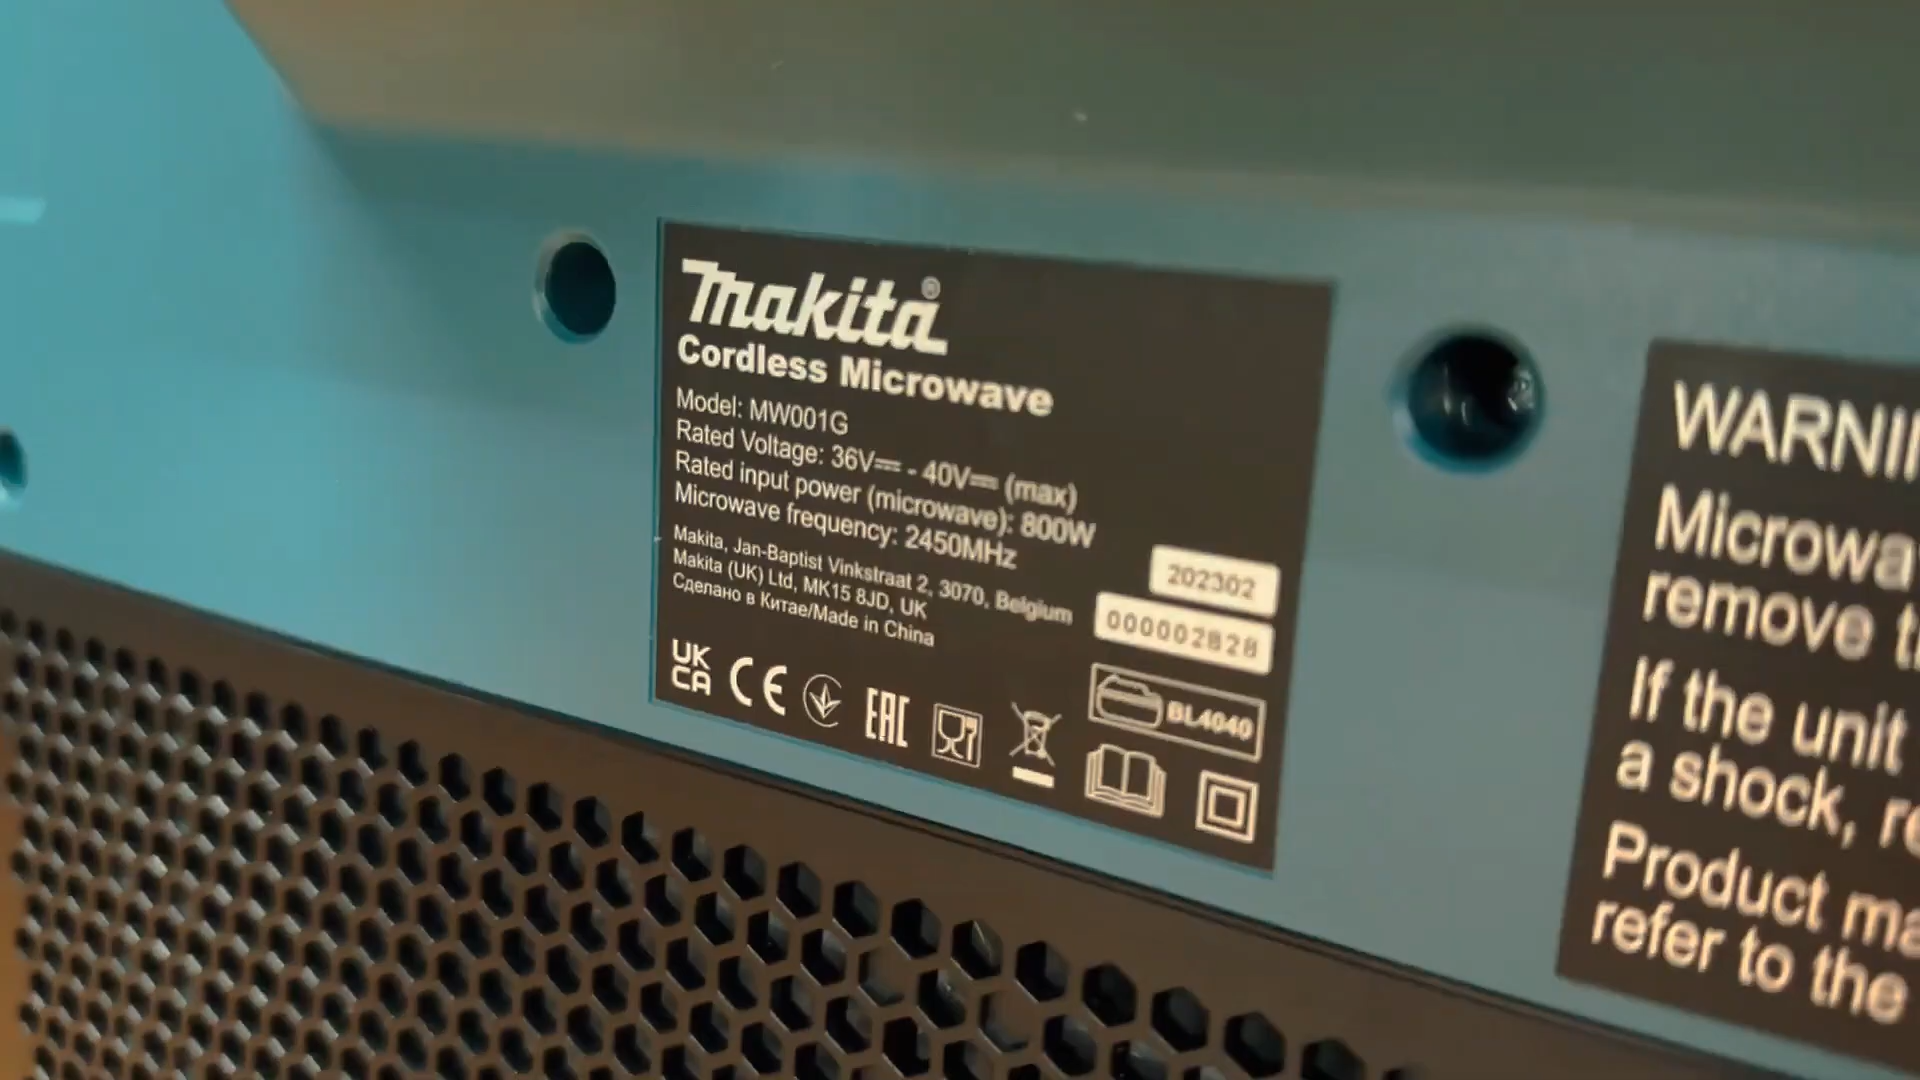 Makita®
Cordless Microwave
Model: MW001G
Rated Voltage: 36V⎓ - 40V⎓ (max)
Rated input power (microwave): 800W
Microwave frequency: 2450MHz
Makita, Jan-Baptist Vinkstraat 2, 3070, Belgium
Makita (UK) Ltd, MK15 8JD, UK
Сделано в Китае/Made in China
202302
000002828
UK
CA
CE
EAC
BL4040
WARNI
Microwa
remove t
If the unit
a shock, re
Product ma
refer to the